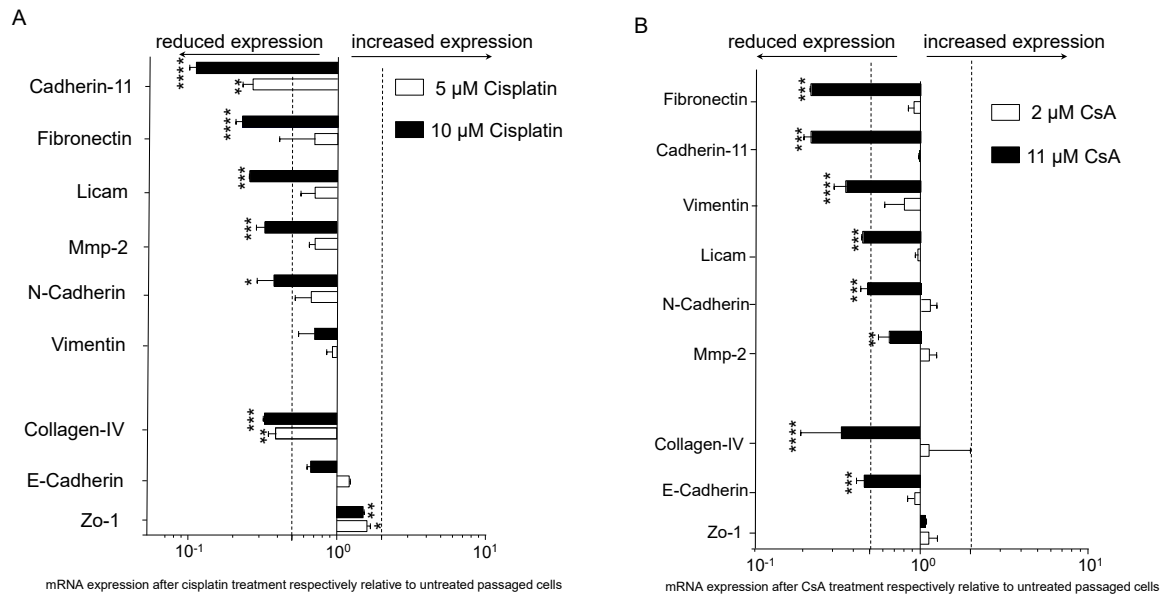 A
reduced expression
increased expression
5 µM Cisplatin
10 µM Cisplatin
Cadherin-11
****
**
Fibronectin
****
Licam
***
Mmp-2
***
N-Cadherin
*
Vimentin
Collagen-IV
***
**
E-Cadherin
Zo-1
**
*
10-1
100
101
mRNA expression after cisplatin treatment respectively relative to untreated passaged cells
B
reduced expression
increased expression
2 µM CsA
11 µM CsA
Fibronectin
***
Cadherin-11
***
Vimentin
****
Licam
***
N-Cadherin
***
Mmp-2
**
Collagen-IV
****
E-Cadherin
***
Zo-1
10-1
100
101
mRNA expression after CsA treatment respectively relative to untreated passaged cells